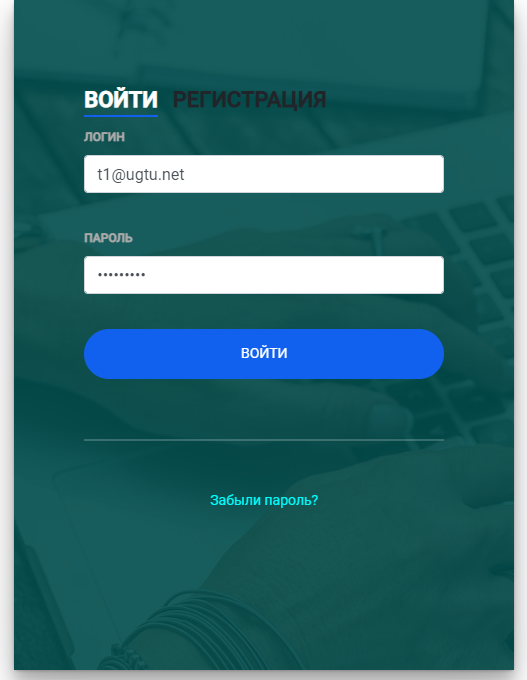 ВОЙТИ РЕГИСТРАЦИЯ
ЛОГИН
t1@ugtu.net
ПАРОЛЬ
•••••••••
ВОЙТИ
Забыли пароль?